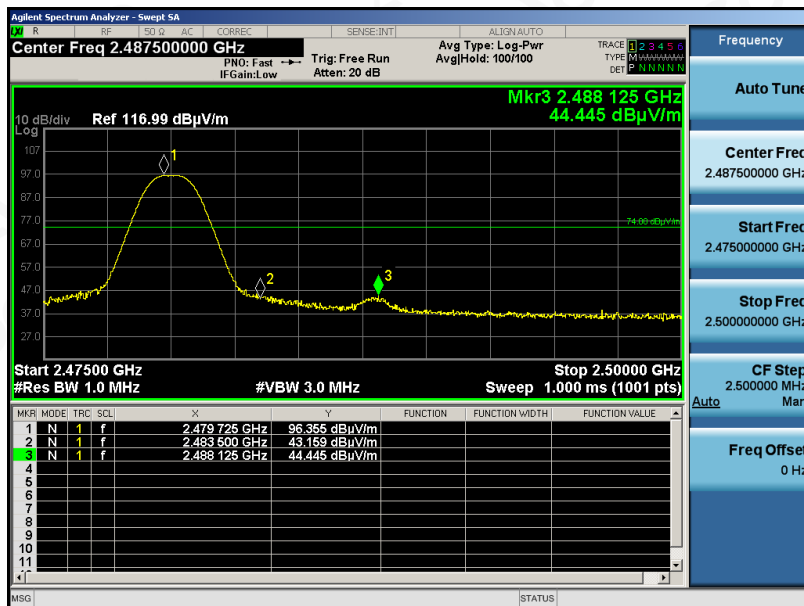 Agilent Spectrum Analyzer - Swept SA
LXI R RF 50 Ω AC CORREC SENSE:INT ALIGN AUTO
Center Freq 2.487500000 GHz
PNO: Fast
IFGain:Low
Trig: Free Run
Atten: 20 dB
Avg Type: Log-Pwr
Avg|Hold: 100/100
TRACE 1 2 3 4 5 6
TYPE M
DET P N N N N N
Mkr3 2.488 125 GHz
44.445 dBµV/m
10 dB/div Ref 116.99 dBµV/m
Log
107
97.0
87.0
77.0
67.0
57.0
47.0
37.0
27.0
1
2
3
74.00 dBµV/m
Start 2.47500 GHz Stop 2.50000 GHz
#Res BW 1.0 MHz #VBW 3.0 MHz Sweep 1.000 ms (1001 pts)
MKR MODE TRC SCL X Y FUNCTION FUNCTION WIDTH FUNCTION VALUE
1 N 1 f 2.479 725 GHz 96.355 dBµV/m
2 N 1 f 2.483 500 GHz 43.159 dBµV/m
3 N 1 f 2.488 125 GHz 44.445 dBµV/m
4
5
6
7
8
9
10
11
MSG STATUS
Frequency
Auto Tune
Center Freq
2.487500000 GHz
Start Freq
2.475000000 GHz
Stop Freq
2.500000000 GHz
CF Step
2.500000 MHz
Auto Man
Freq Offset
0 Hz